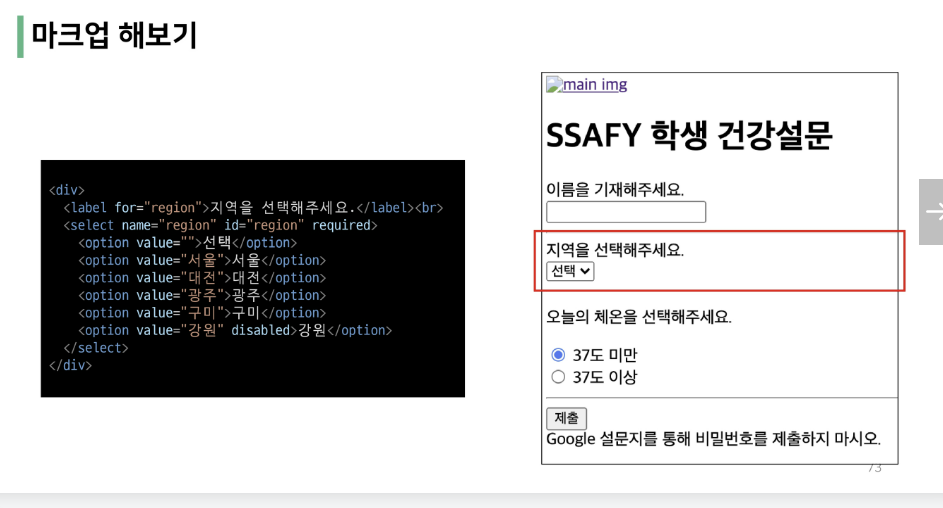 마크업 해보기
<div>
<label for="region">지역을 선택해주세요.</label><br>
<select name="region" id="region" required>
<option value="">선택</option>
<option value="서울">서울</option>
<option value="대전">대전</option>
<option value="광주">광주</option>
<option value="구미">구미</option>
<option value="강원" disabled>강원</option>
</select>
</div>
main img
SSAFY 학생 건강설문
이름을 기재해주세요.
지역을 선택해주세요.
선택
오늘의 체온을 선택해주세요.
37도 미만
37도 이상
제출
Google 설문지를 통해 비밀번호를 제출하지 마시오.
73